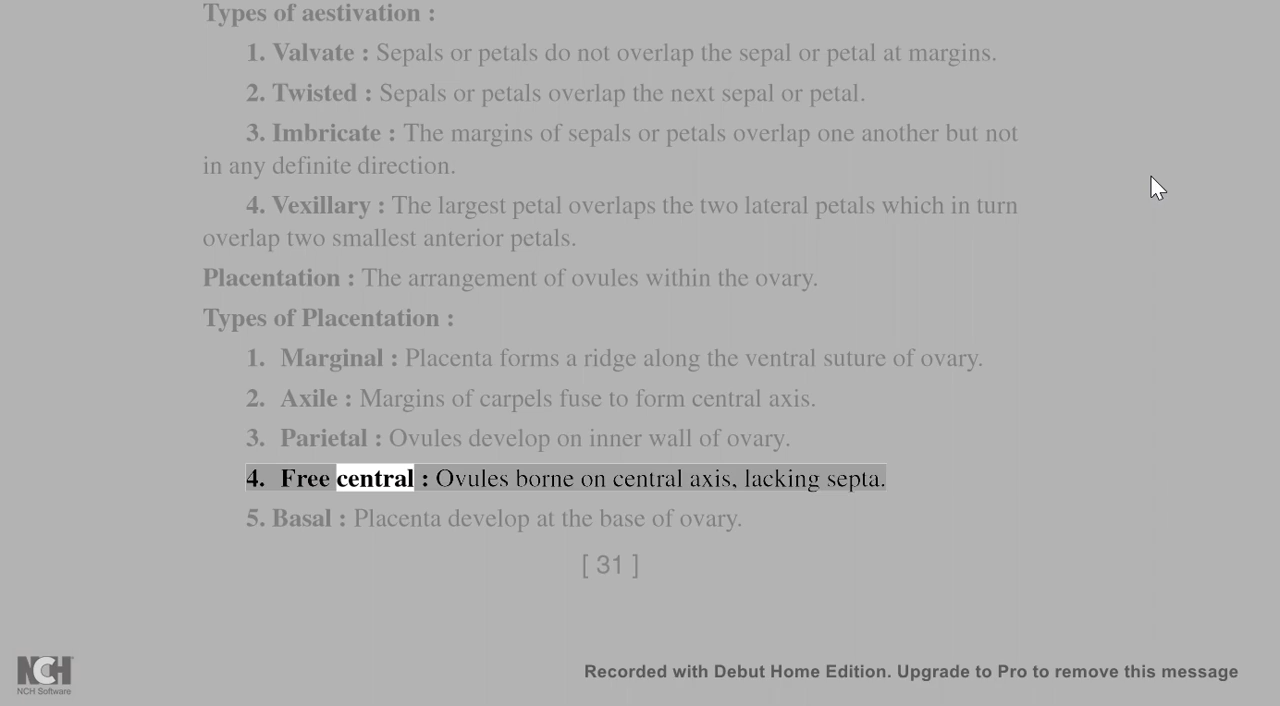 Types of aestivation :
1. Valvate : Sepals or petals do not overlap the sepal or petal at margins.
2. Twisted : Sepals or petals overlap the next sepal or petal.
3. Imbricate : The margins of sepals or petals overlap one another but not
in any definite direction.
4. Vexillary : The largest petal overlaps the two lateral petals which in turn
overlap two smallest anterior petals.
Placentation : The arrangement of ovules within the ovary.
Types of Placentation :
1. Marginal : Placenta forms a ridge along the ventral suture of ovary.
2. Axile : Margins of carpels fuse to form central axis.
3. Parietal : Ovules develop on inner wall of ovary.
4. Free central : Ovules borne on central axis, lacking septa.
5. Basal : Placenta develop at the base of ovary.
[ 31 ]
NCH
NCH Software
Recorded with Debut Home Edition. Upgrade to Pro to remove this message